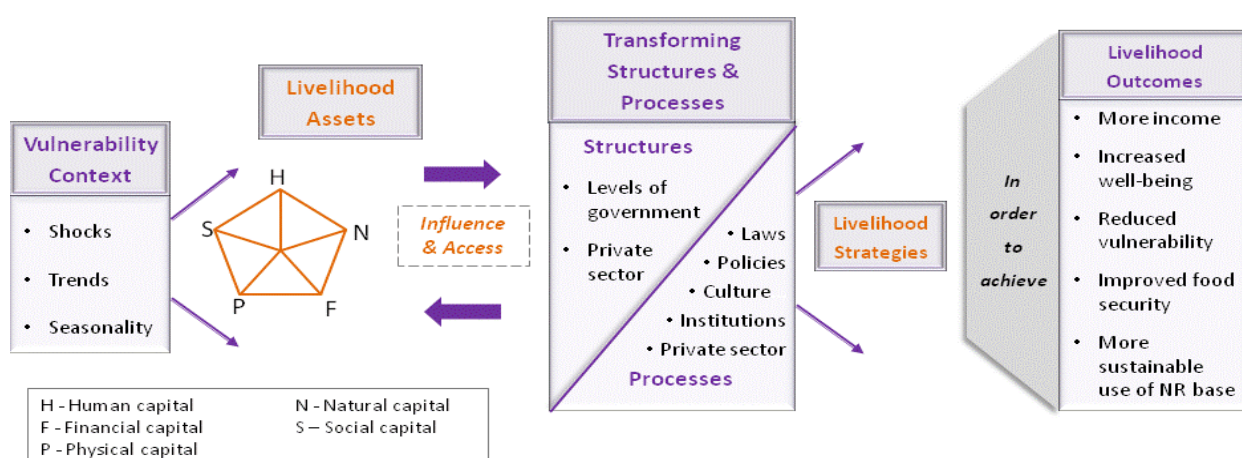 Vulnerability
Context
• Shocks
• Trends
• Seasonality
Livelihood
Assets
H
S
N
P
F
Influence
& Access
Transforming
Structures &
Processes
Structures
• Levels of
government
• Private
sector
• Laws
• Policies
• Culture
• Institutions
• Private sector
Processes
Livelihood
Strategies
In
order
to
achieve
Livelihood
Outcomes
• More income
• Increased
well-being
• Reduced
vulnerability
• Improved food
security
• More
sustainable
use of NR base
H - Human capital
N - Natural capital
F - Financial capital
S – Social capital
P - Physical capital